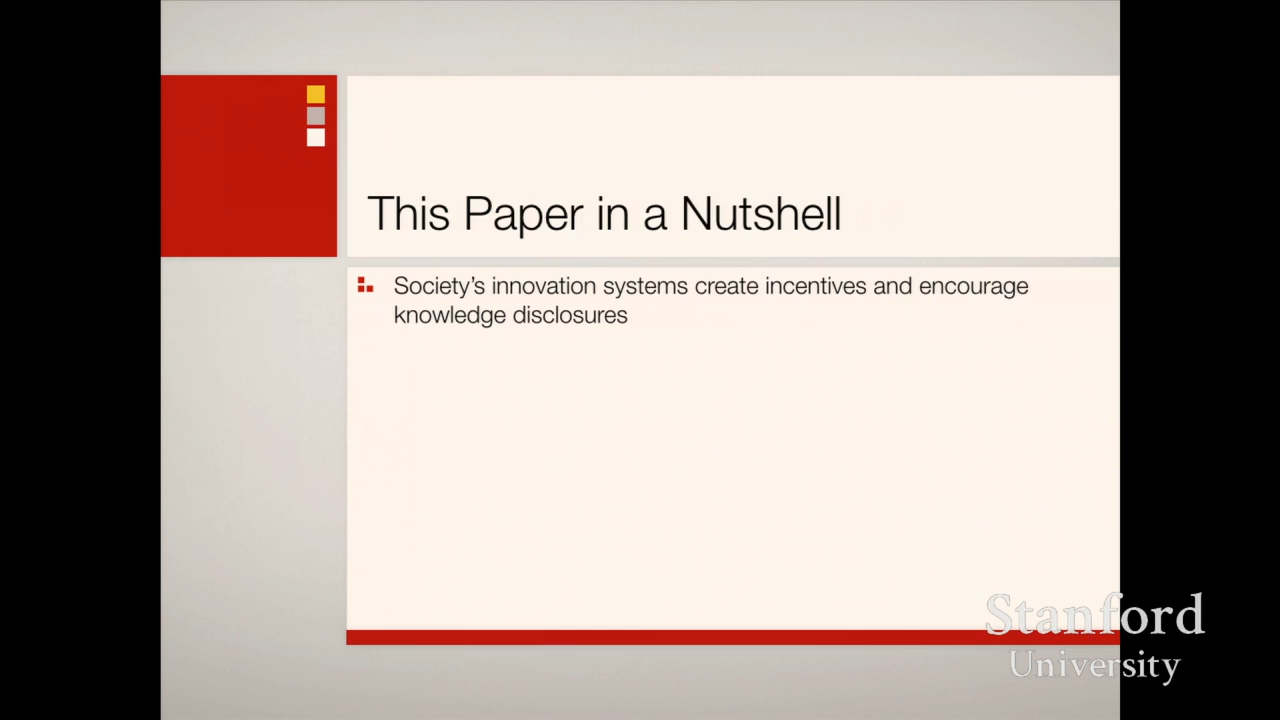 This Paper in a Nutshell
Society's innovation systems create incentives and encourage
knowledge disclosures
Stanford
University